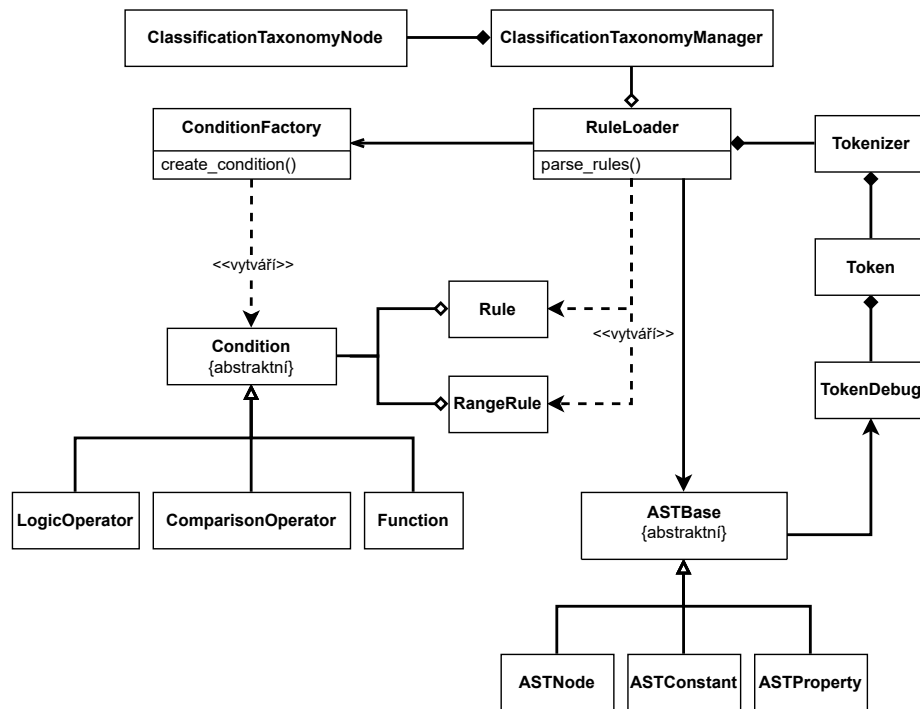 ClassificationTaxonomyNode
ClassificationTaxonomyManager
ConditionFactory
create_condition()
RuleLoader
parse_rules()
Tokenizer
<<vytváří>>
Token
Rule
<<vytváří>>
Condition
{abstraktní}
RangeRule
TokenDebug
LogicOperator
ComparisonOperator
Function
ASTBase
{abstraktní}
ASTNode
ASTConstant
ASTProperty